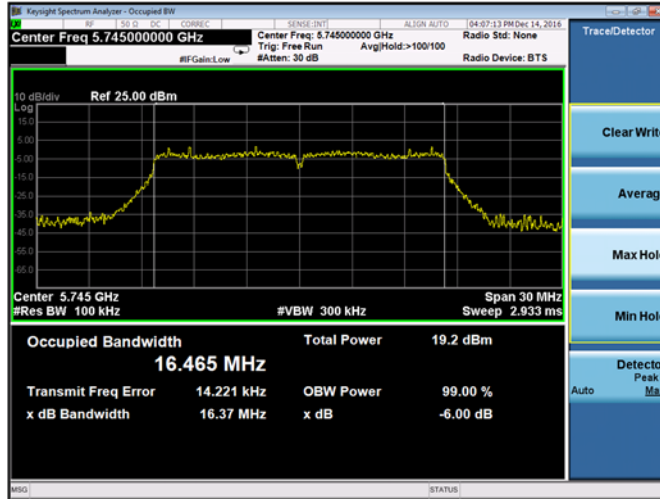 Keysight Spectrum Analyzer - Occupied BW
RF 50 Ω DC CORREC SENSE:INT ALIGN AUTO 04:07:13 PM Dec 14, 2016
Center Freq 5.745000000 GHz Center Freq: 5.745000000 GHz Radio Std: None
Trig: Free Run Avg|Hold:>100/100
#IFGain:Low #Atten: 30 dB Radio Device: BTS
Trace/Detector
10 dB/div Ref 25.00 dBm
Log
15.0
5.00
-5.00
-15.0
-25.0
-35.0
-45.0
-55.0
-65.0
Center 5.745 GHz Span 30 MHz
#Res BW 100 kHz #VBW 300 kHz Sweep 2.933 ms
Occupied Bandwidth Total Power 19.2 dBm
16.465 MHz
Transmit Freq Error 14.221 kHz OBW Power 99.00 %
x dB Bandwidth 16.37 MHz x dB -6.00 dB
Clear Writ
Averag
Max Hol
Min Hol
Detecto
Peak
Auto Ma
MSG STATUS